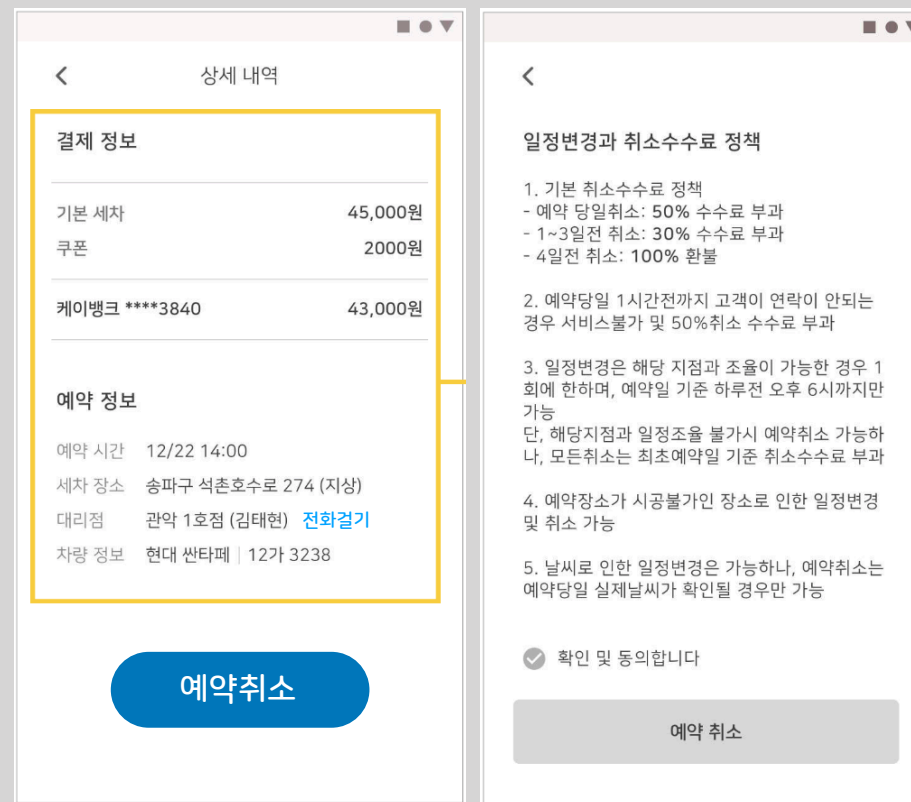 상세 내역
결제 정보
기본 세차 45,000원
쿠폰 2000원
케이뱅크 ****3840 43,000원
예약 정보
예약 시간 12/22 14:00
세차 장소 송파구 석촌호수로 274 (지상)
대리점 관악 1호점 (김태현) 전화걸기
차량 정보 현대 싼타페 | 12가 3238
예약취소
일정변경과 취소수수료 정책
1. 기본 취소수수료 정책
- 예약 당일취소: 50% 수수료 부과
- 1~3일전 취소: 30% 수수료 부과
- 4일전 취소: 100% 환불
2. 예약당일 1시간전까지 고객이 연락이 안되는
경우 서비스불가 및 50%취소 수수료 부과
3. 일정변경은 해당 지점과 조율이 가능한 경우 1
회에 한하며, 예약일 기준 하루전 오후 6시까지만
가능
단, 해당지점과 일정조율 불가시 예약취소 가능하
나, 모든취소는 최초예약일 기준 취소수수료 부과
4. 예약장소가 시공불가인 장소로 인한 일정변경
및 취소 가능
5. 날씨로 인한 일정변경은 가능하나, 예약취소는
예약당일 실제날씨가 확인될 경우만 가능
확인 및 동의합니다
예약 취소